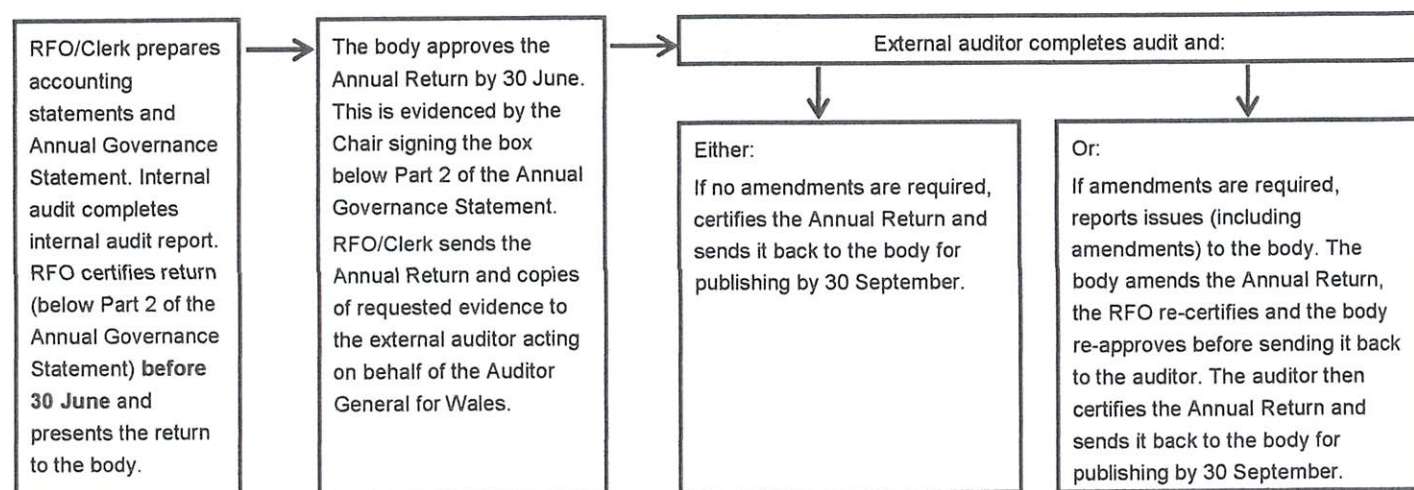 RFO/Clerk prepares
accounting
statements and
Annual Governance
Statement. Internal
audit completes
internal audit report.
RFO certifies return
(below Part 2 of the
Annual Governance
Statement) before
30 June and
presents the return
to the body.
The body approves the
Annual Return by 30 June.
This is evidenced by the
Chair signing the box
below Part 2 of the Annual
Governance Statement.
RFO/Clerk sends the
Annual Return and copies
of requested evidence to
the external auditor acting
on behalf of the Auditor
General for Wales.
External auditor completes audit and:
Either:
If no amendments are required,
certifies the Annual Return and
sends it back to the body for
publishing by 30 September.
Or:
If amendments are required,
reports issues (including
amendments) to the body. The
body amends the Annual Return,
the RFO re-certifies and the body
re-approves before sending it back
to the auditor. The auditor then
certifies the Annual Return and
sends it back to the body for
publishing by 30 September.